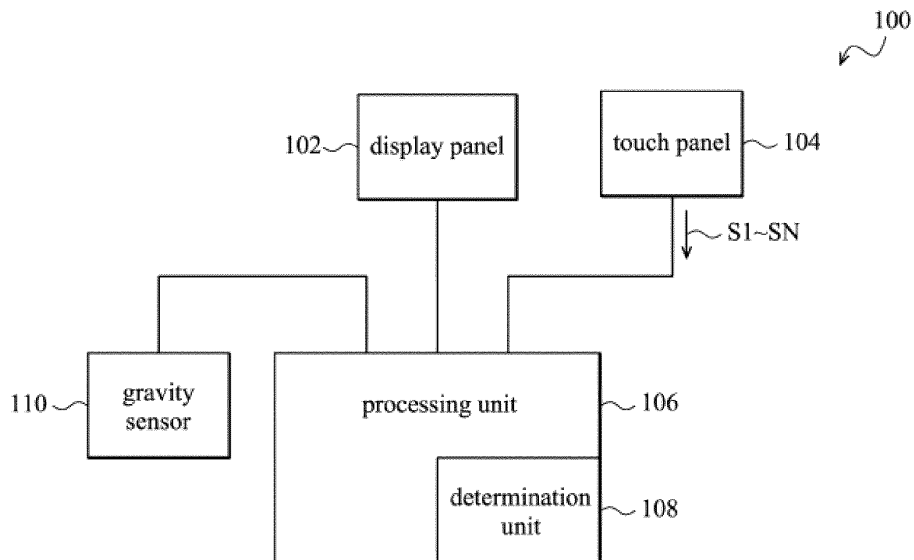 100
102
display panel
touch panel
104
S1~SN
110
gravity
sensor
processing unit
106
determination
unit
108